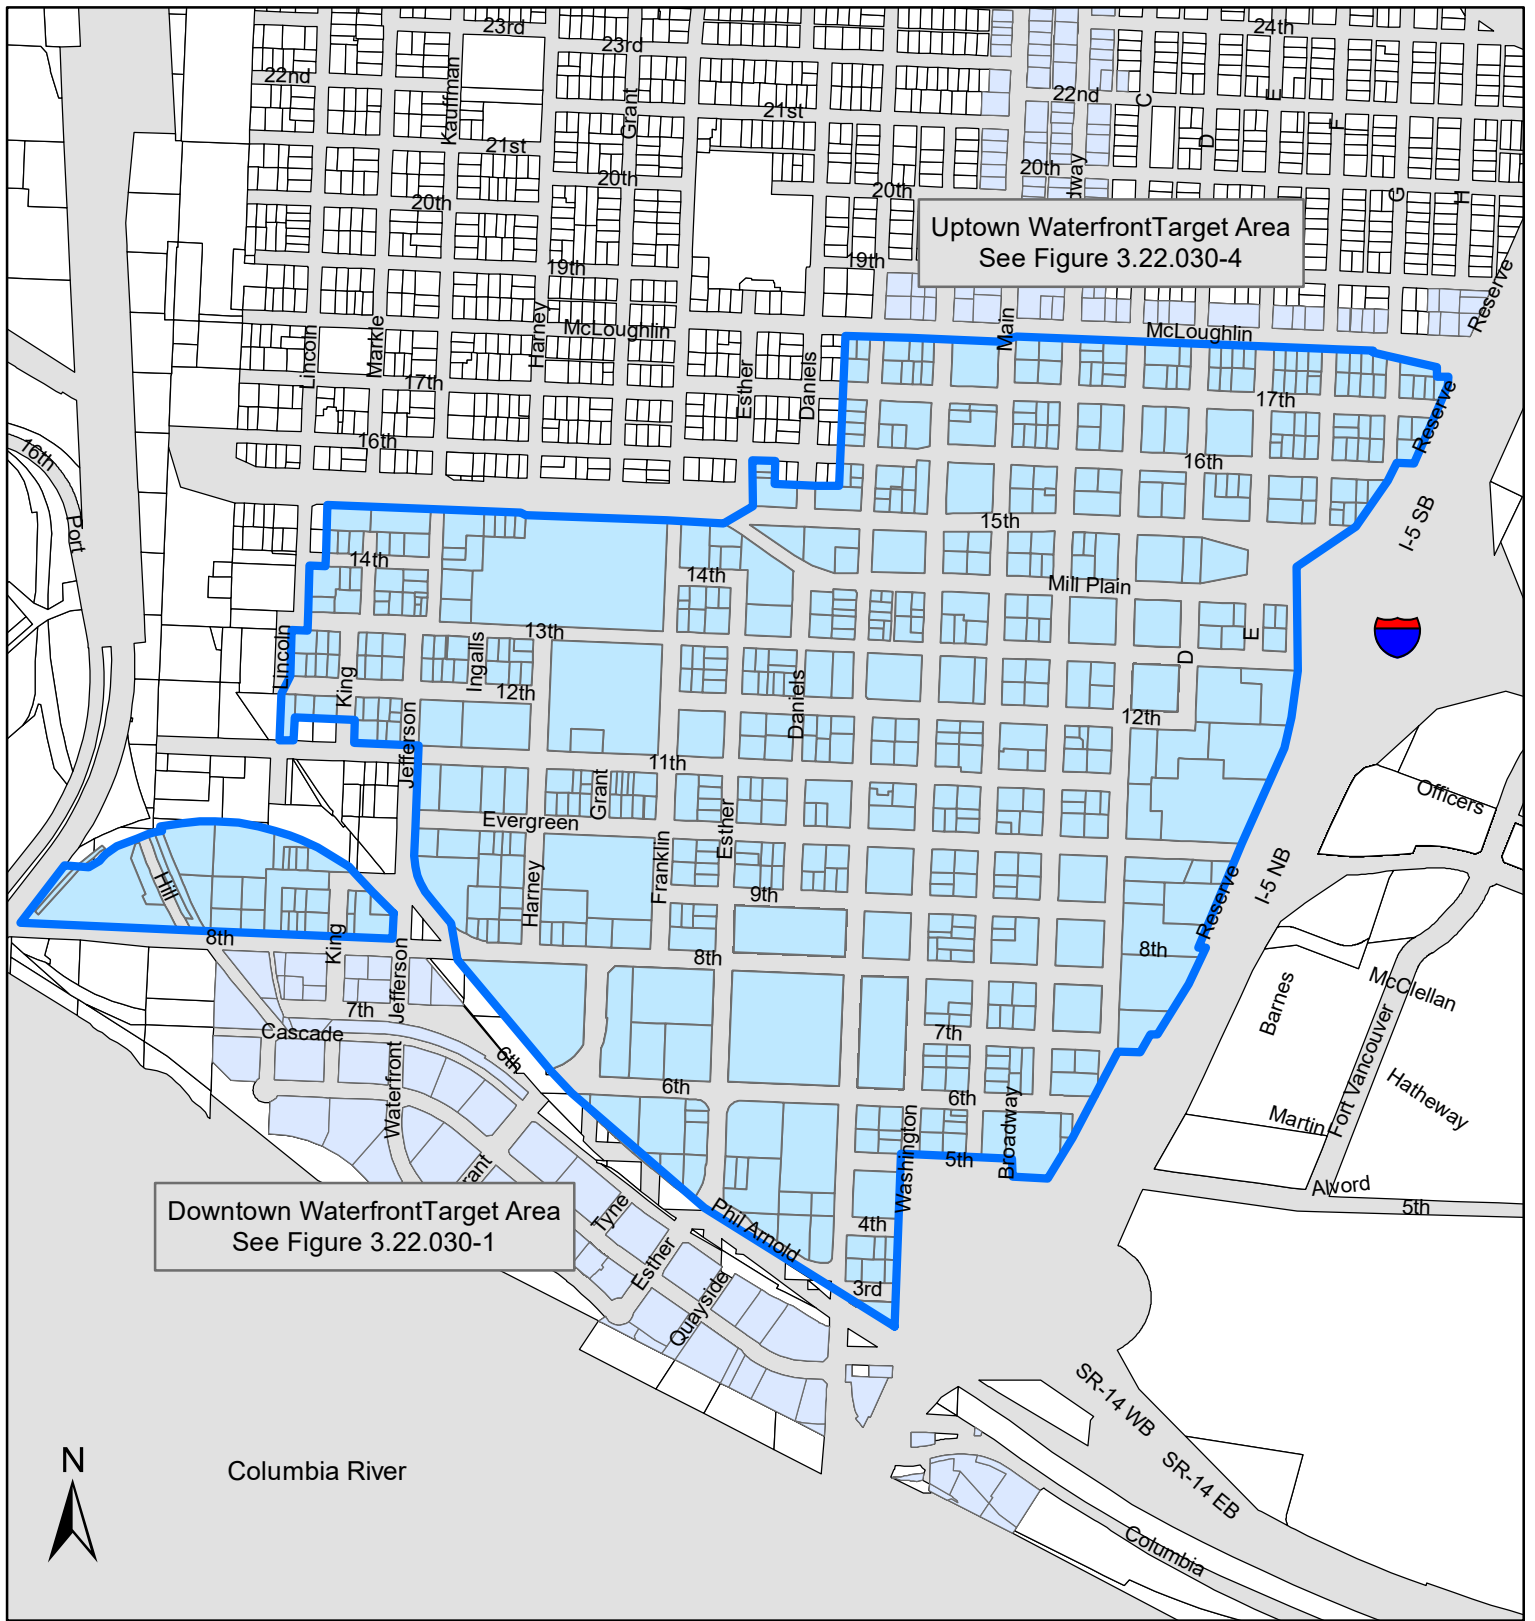 23rd
23rd
24th
22nd
Kauffman
Grant
21st
22nd
C
E
F
D
21st
20th
20th
20th
20th
dway
G
H
Uptown WaterfrontTarget Area
See Figure 3.22.030-4
19th
19th
Reserve
Lincoln
Markle
Harney
McLoughlin
Main
McLoughlin
17th
Esther
Daniels
17th
Reserve
16th
16th
16th
Port
15th
I-5 SB
14th
14th
Mill Plain
13th
Lincoln
King
Ingalls
12th
Daniels
D
E
12th
Jefferson
11th
Grant
Evergreen
Esther
Officers
Hill
Harney
Franklin
9th
Reserve
I-5 NB
8th
King
Jefferson
8th
8th
Barnes
McClellan
7th
Cascade
6th
7th
Fort Vancouver
Hatheway
Waterfront
6th
6th
Washington
Broadway
Martin
5th
rant
Alvord
5th
Downtown WaterfrontTarget Area
See Figure 3.22.030-1
Tyne
Phil Arnold
4th
Esther
Quayside
3rd
SR-14 WB
SR-14 EB
Columbia
N
Columbia River